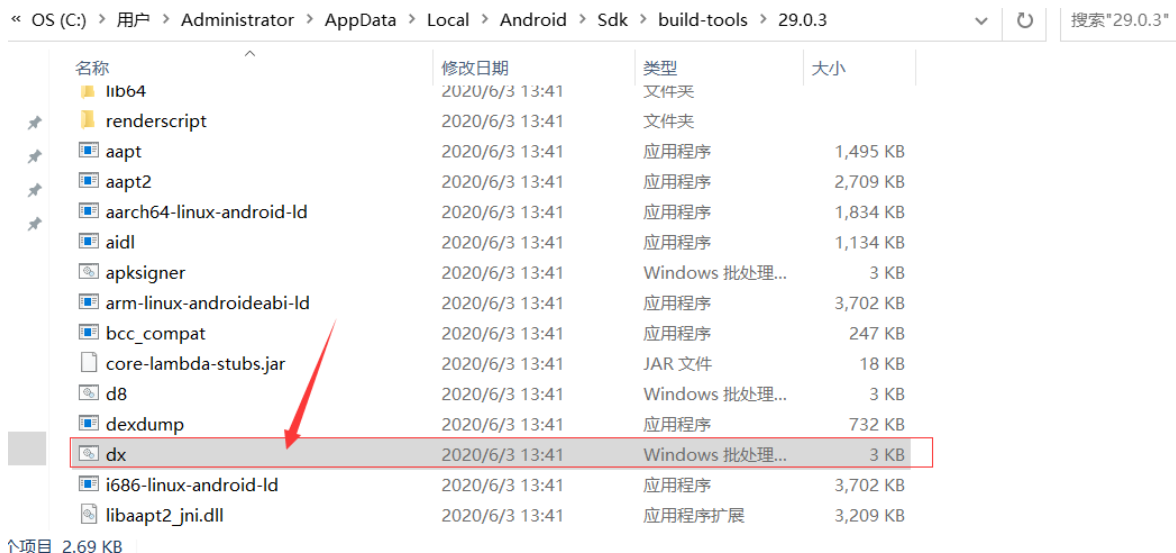 « OS (C:) > 用户 > Administrator > AppData > Local > Android > Sdk > build-tools > 29.0.3 搜索"29.0.3"
名称 修改日期 类型 大小
lib64 2020/6/3 13:41 文件夹
renderscript 2020/6/3 13:41 文件夹
aapt 2020/6/3 13:41 应用程序 1,495 KB
aapt2 2020/6/3 13:41 应用程序 2,709 KB
aarch64-linux-android-ld 2020/6/3 13:41 应用程序 1,834 KB
aidl 2020/6/3 13:41 应用程序 1,134 KB
apksigner 2020/6/3 13:41 Windows 批处理... 3 KB
arm-linux-androideabi-ld 2020/6/3 13:41 应用程序 3,702 KB
bcc_compat 2020/6/3 13:41 应用程序 247 KB
core-lambda-stubs.jar 2020/6/3 13:41 JAR 文件 18 KB
d8 2020/6/3 13:41 Windows 批处理... 3 KB
dexdump 2020/6/3 13:41 应用程序 732 KB
dx 2020/6/3 13:41 Windows 批处理... 3 KB
i686-linux-android-ld 2020/6/3 13:41 应用程序 3,702 KB
libaapt2_jni.dll 2020/6/3 13:41 应用程序扩展 3,209 KB
个项目 2.69 KB